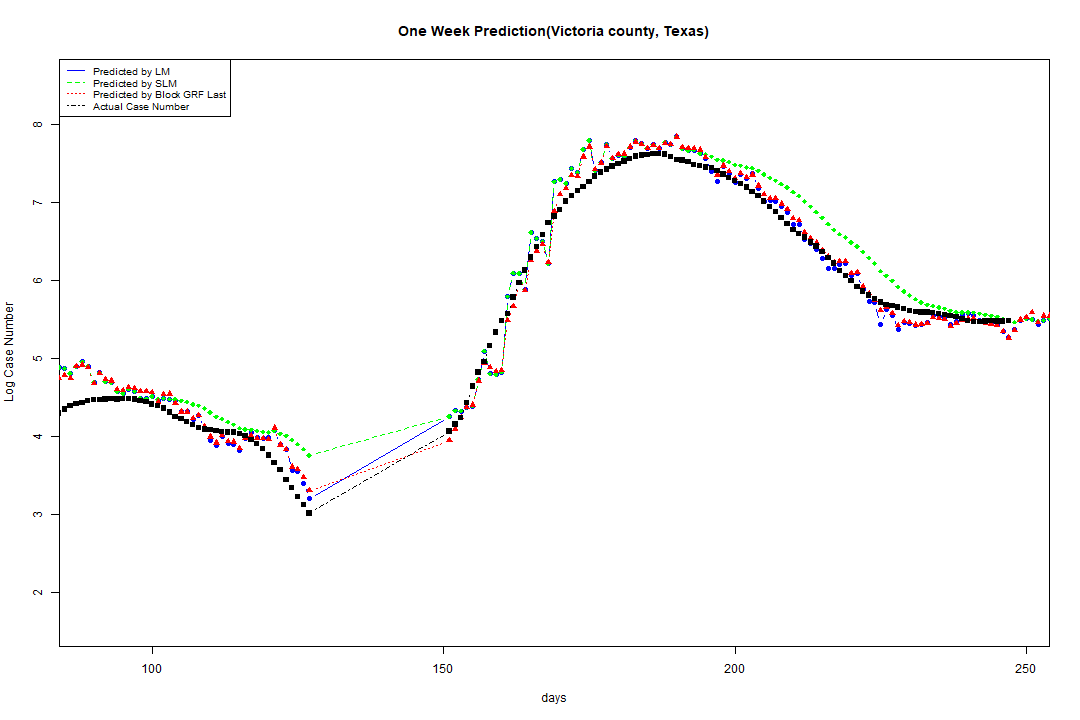 One Week Prediction(Victoria county, Texas)
Predicted by LM
Predicted by SLM
Predicted by Block GRF Last
Actual Case Number
Log Case Number
8
7
6
5
4
3
2
100
150
200
250
days